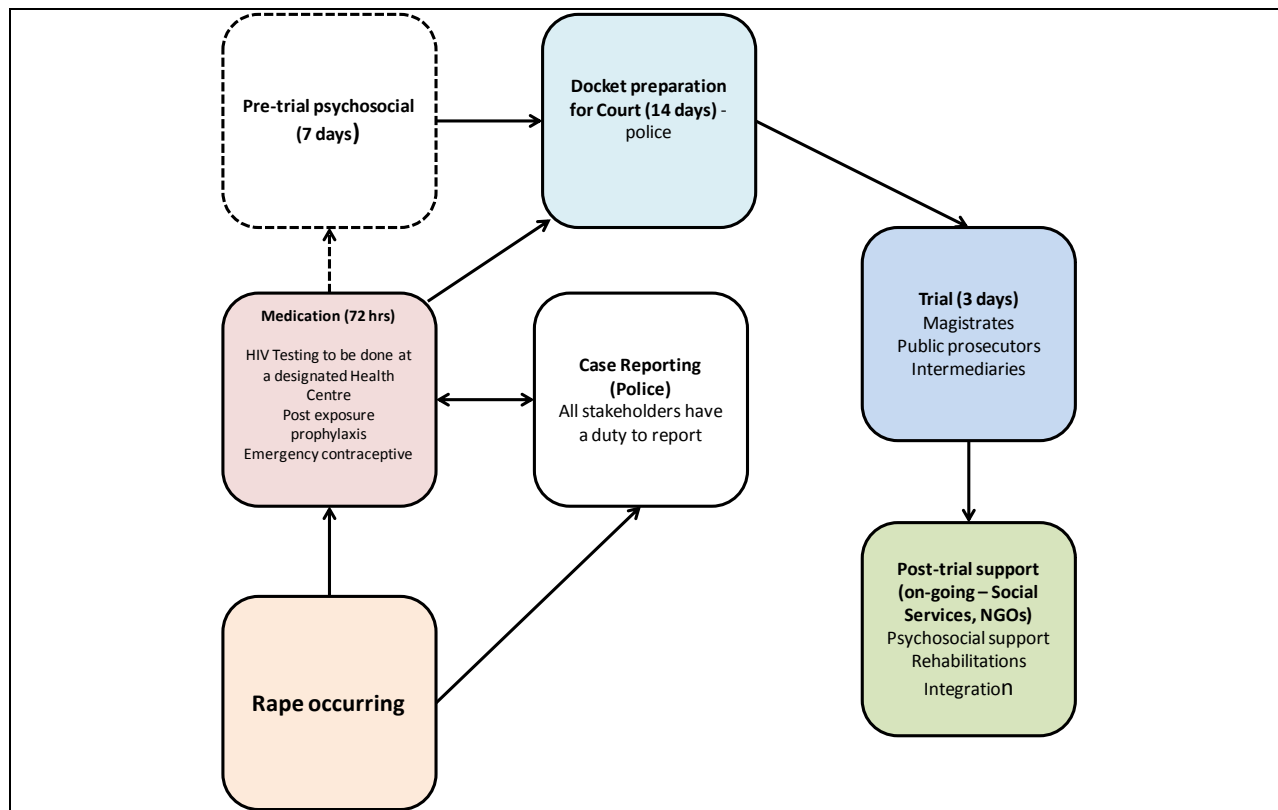 Pre-trial psychosocial
(7 days)
Docket preparation
for Court (14 days) -
police
Medication (72 hrs)
HIV Testing to be done at
a designated Health
Centre
Post exposure
prophylaxis
Emergency contraceptive
Case Reporting
(Police)
All stakeholders have
a duty to report
Trial (3 days)
Magistrates
Public prosecutors
Intermediaries
Rape occurring
Post-trial support
(on-going – Social
Services, NGOs)
Psychosocial support
Rehabilitations
Integration